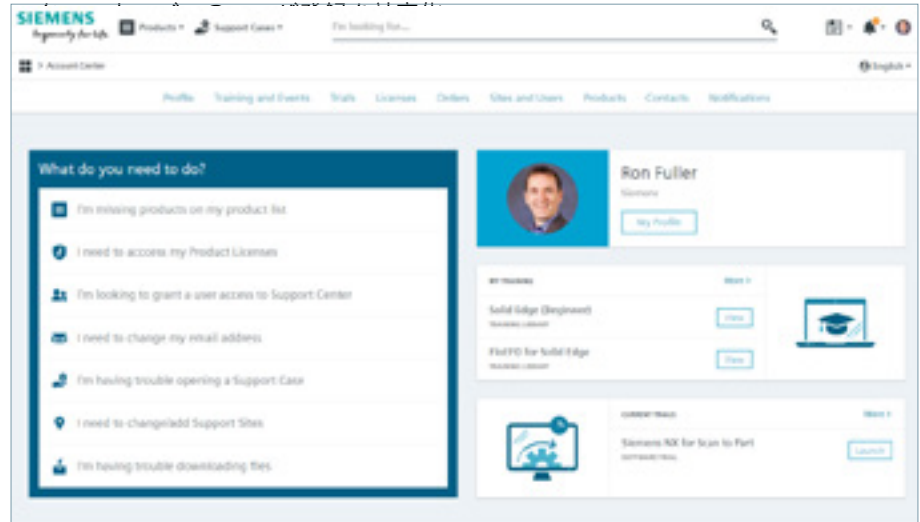 SIEMENS
Ingenuity for life
Products
Support Cases
I'm looking for...
> Account Center
English
Profile Training and Events Trials Licenses Orders Sites and Users Products Contacts Notifications
What do you need to do?
I'm missing products on my product list
I need to access my Product Licenses
I'm looking to grant a user access to Support Center
I need to change my email address
I'm having trouble opening a Support Case
I need to change/add Support Sites
I'm having trouble downloading files
Ron Fuller
Siemens
My Profile
MY TRAINING
More >
Solid Edge (Beginner)
TRAINING LIBRARY
View
FloEFD for Solid Edge
TRAINING LIBRARY
View
CURRENT TRIALS
More >
Siemens NX for Scan to Part
SOFTWARE TRIAL
Launch